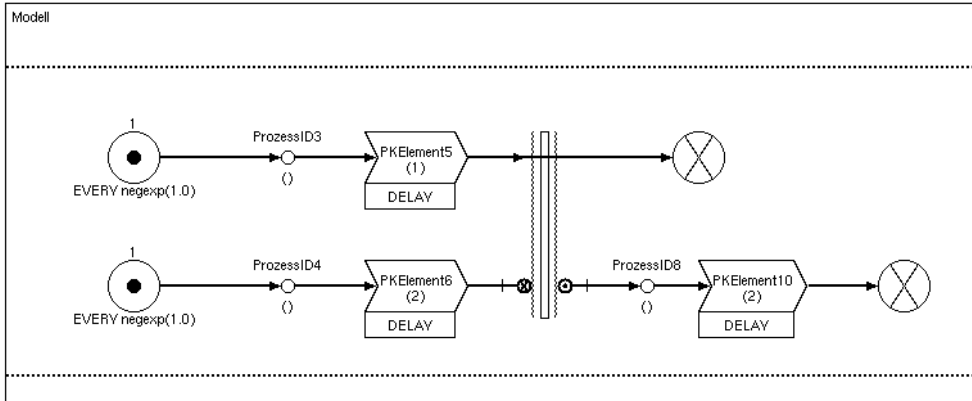 Modell
1
ProzessID3
PKElement5
(1)
()
DELAY
EVERY negexp(1.0)
1
ProzessID4
PKElement6
(2)
()
DELAY
EVERY negexp(1.0)
ProzessID8
PKElement10
(2)
()
DELAY